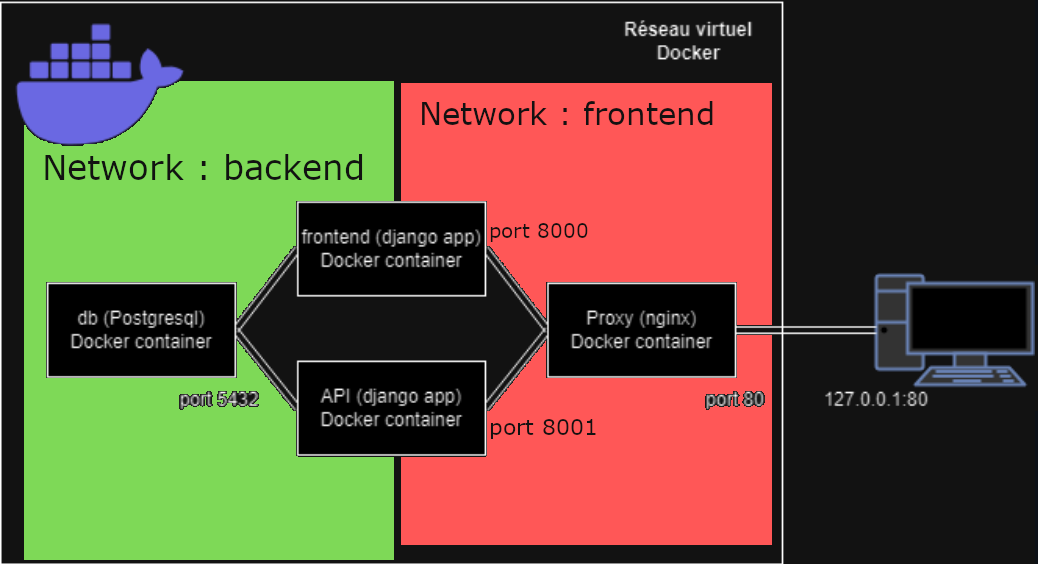 Réseau virtuel
Docker
Network : backend
Network : frontend
frontend (django app)
Docker container
port 8000
db (Postgresql)
Docker container
port 5432
Proxy (nginx)
Docker container
port 80
127.0.0.1:80
API (django app)
Docker container
port 8001